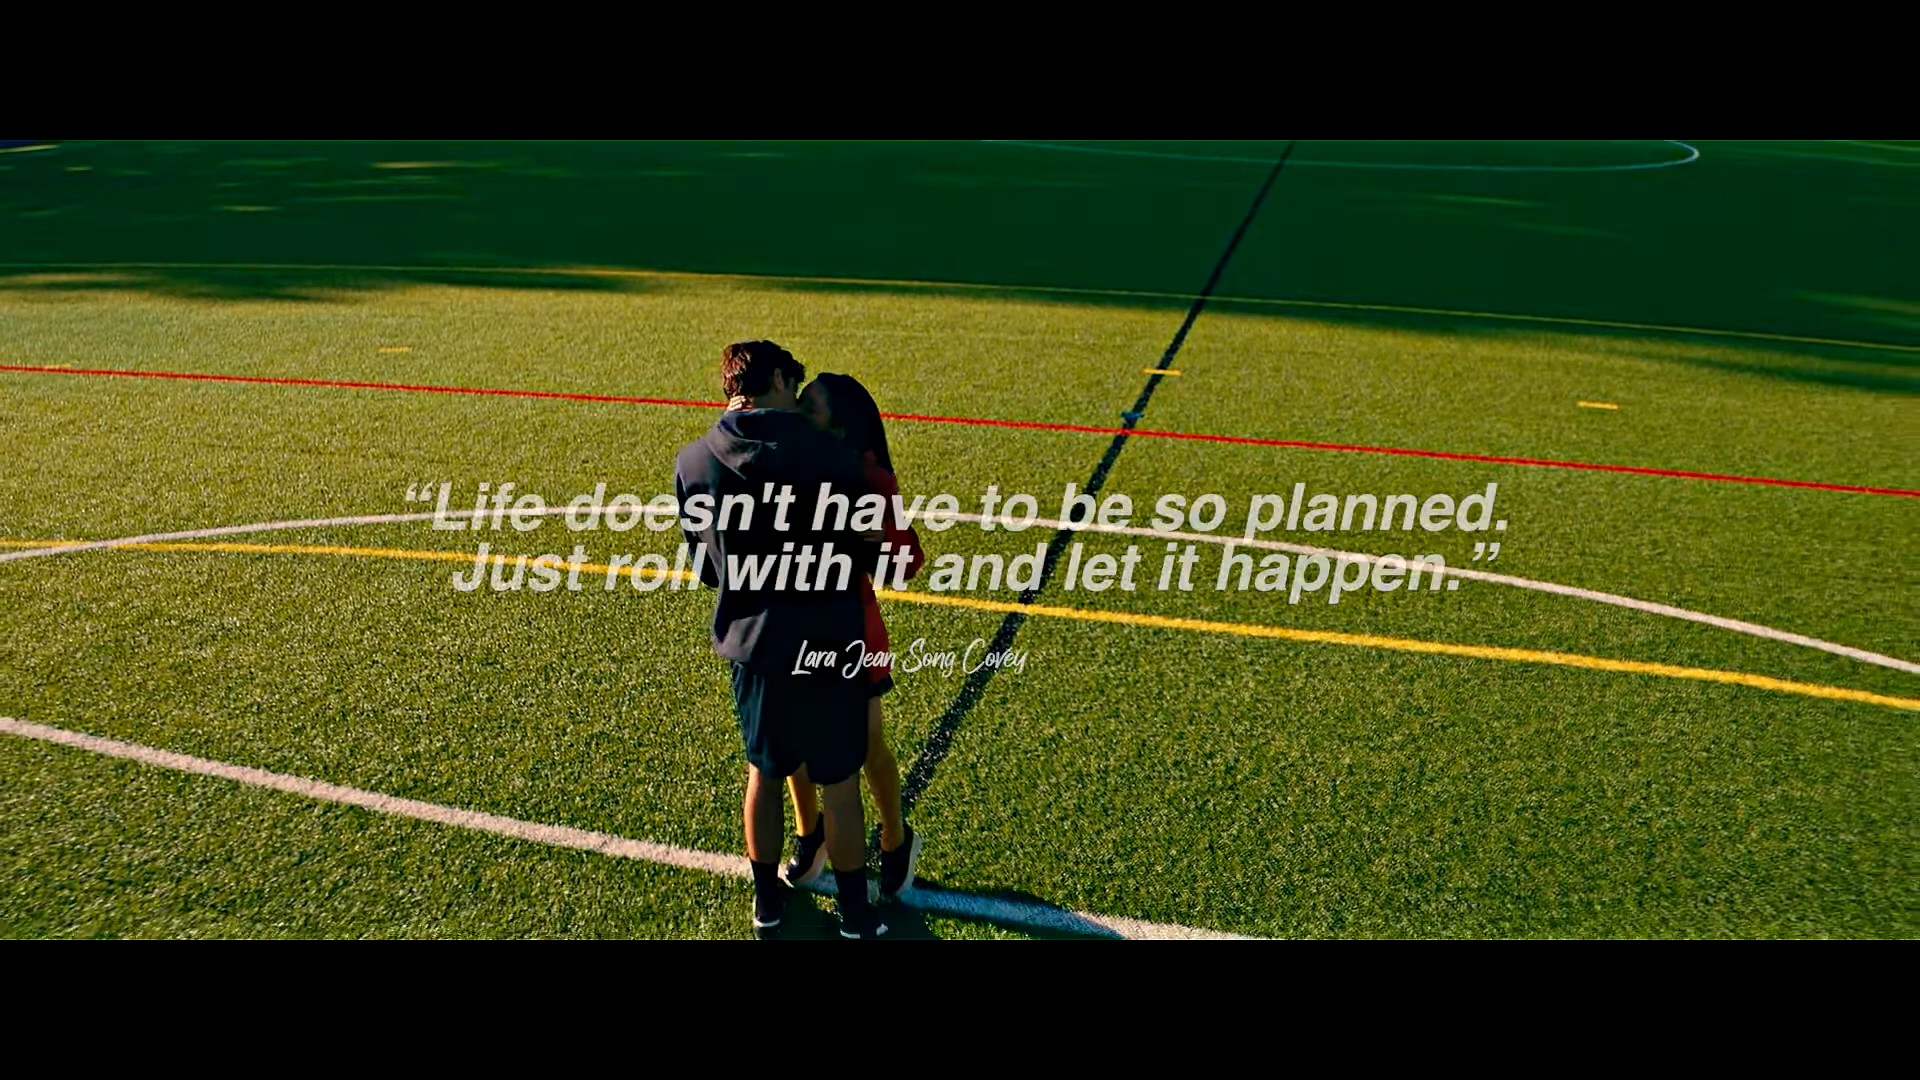 “Life doesn't have to be so planned.
Just roll with it and let it happen.”
Lara Jean Song Covey